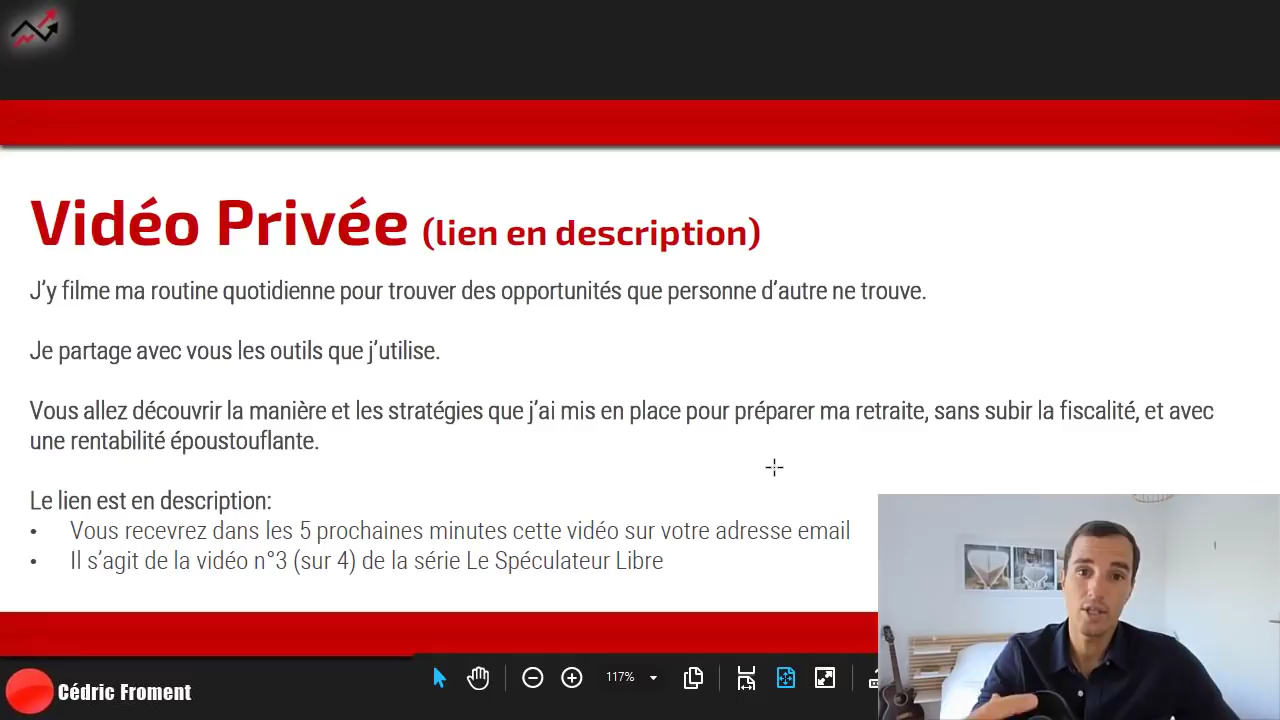 Vidéo Privée (lien en description)
J'y filme ma routine quotidienne pour trouver des opportunités que personne d'autre ne trouve.
Je partage avec vous les outils que j'utilise.
Vous allez découvrir la manière et les stratégies que j'ai mis en place pour préparer ma retraite, sans subir la fiscalité, et avec
une rentabilité époustouflante.
Le lien est en description:
• Vous recevrez dans les 5 prochaines minutes cette vidéo sur votre adresse email
• Il s'agit de la vidéo n°3 (sur 4) de la série Le Spéculateur Libre
Cédric Froment
117%